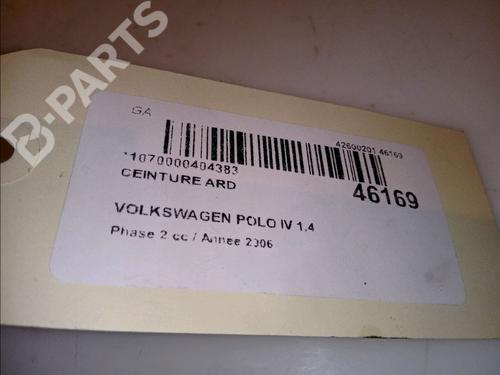 B-PARTS
GA
42600201 46169
*1070000404383
CEINTURE ARD
46169
VOLKSWAGEN POLO IV 1.4
Phase 2 cc / Annee 2006